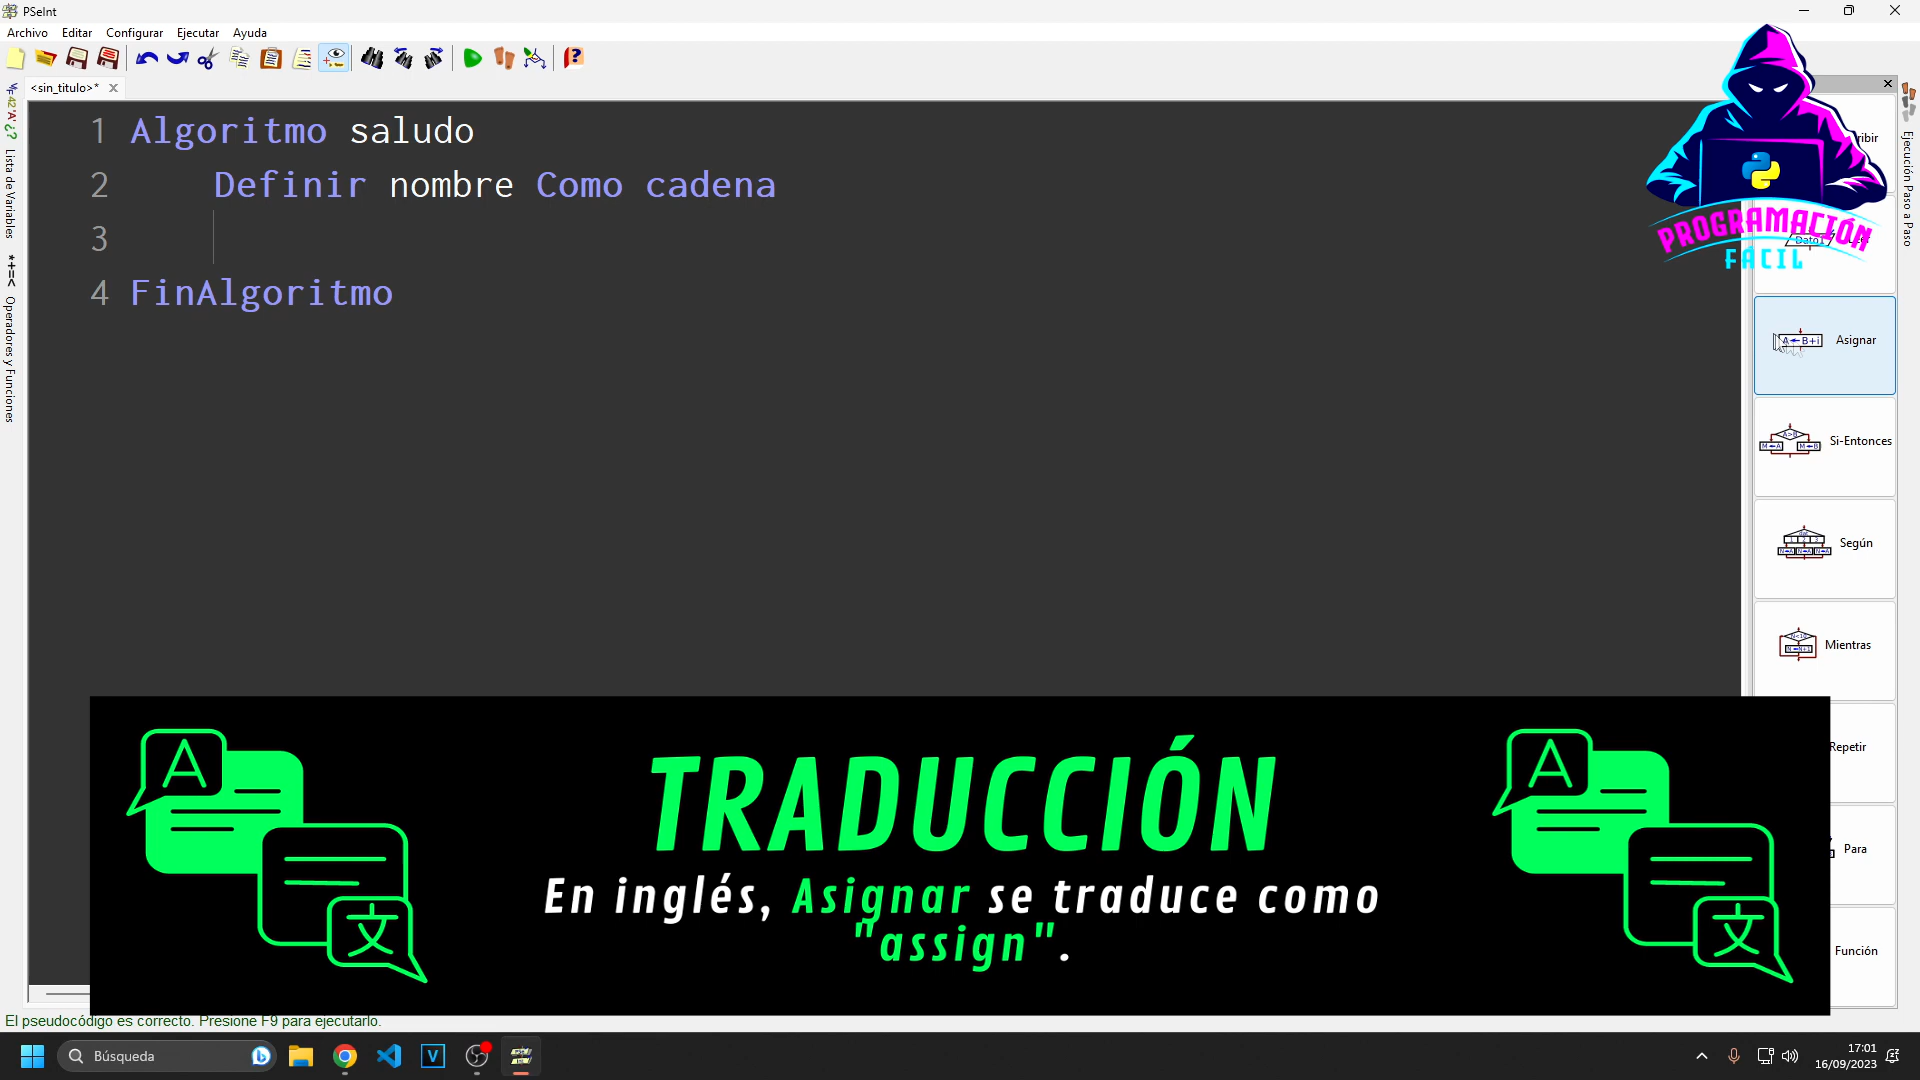 PSeInt
Archivo Editar Configurar Ejecutar Ayuda
<sin_titulo>*
Lista de Variables
*+=<
Operadores y Funciones
1 Algoritmo saludo
2 Definir nombre Como cadena
3
4 FinAlgoritmo
PROGRAMACIÓN
FÁCIL
Ejecución Paso a Paso
Asignar
Si-Entonces
Según
Mientras
Repetir
Para
Función
TRADUCCIÓN
En inglés, Asignar se traduce como
"assign".
El pseudocódigo es correcto. Presione F9 para ejecutarlo.
Búsqueda
17:01
16/09/2023